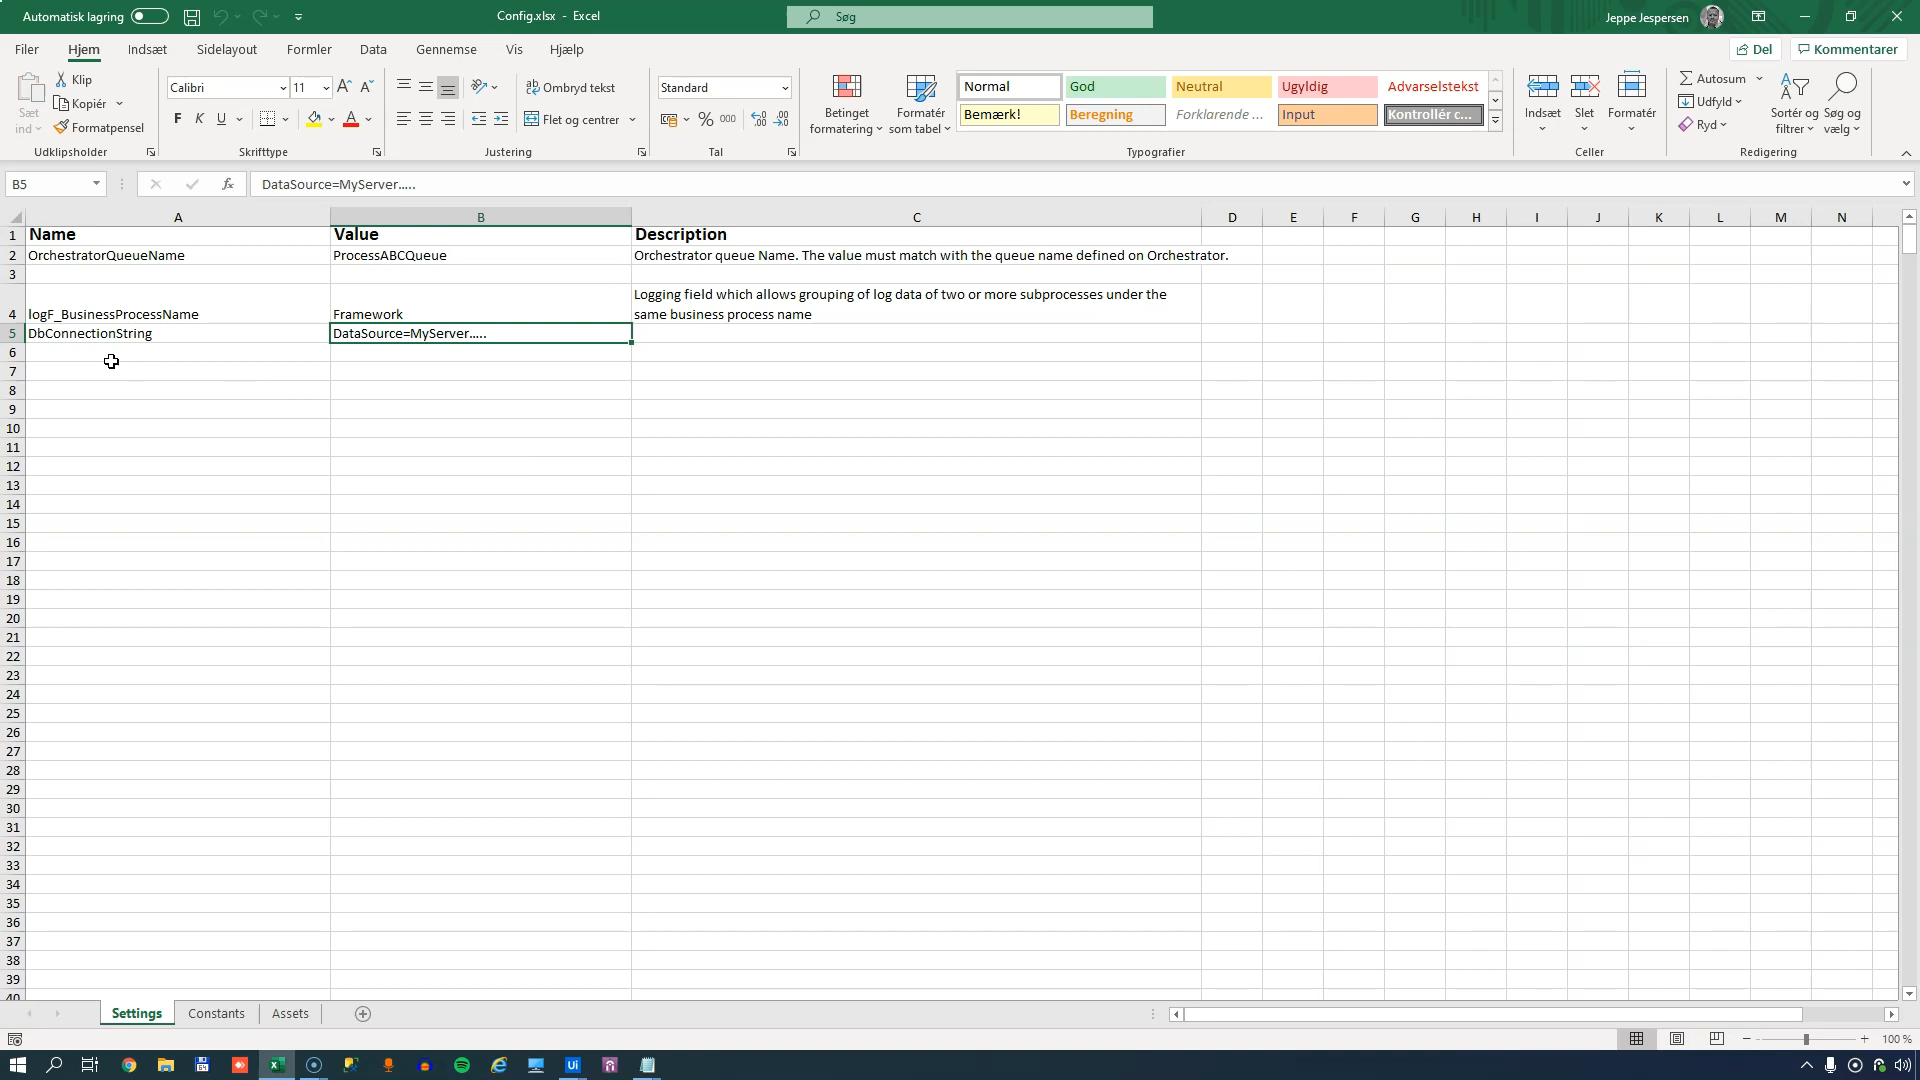 Automatisk lagring
Config.xlsx - Excel
Søg
Jeppe Jespersen
Filer Hjem Indsæt Sidelayout Formler Data Gennemse Vis Hjælp
Del
Kommentarer
Sæt
ind
Klip
Kopiér
Formatpensel
Udklipsholder
Calibri
11
F K U
Skrifttype
Ombryd tekst
Flet og centrer
Justering
Standard
% 000
Tal
Betinget
formatering
Formatér
som tabel
Normal God Neutral Ugyldig Advarselstekst
Bemærk! Beregning Forklarende ... Input Kontrollér c...
Typografier
Indsæt Slet Formatér
Celler
Autosum
Udfyld
Ryd
Sortér og
filtrer
Søg og
vælg
Redigering
B5
fx
DataSource=MyServer.....
A B C D E F G H I J K L M N
1 Name Value Description
2 OrchestratorQueueName ProcessABCQueue Orchestrator queue Name. The value must match with the queue name defined on Orchestrator.
3
Logging field which allows grouping of log data of two or more subprocesses under the
4 logF_BusinessProcessName Framework same business process name
5 DbConnectionString DataSource=MyServer.....
6
7
8
9
10
11
12
13
14
15
16
17
18
19
20
21
22
23
24
25
26
27
28
29
30
31
32
33
34
35
36
37
38
39
40
Settings Constants Assets
100 %
Ui